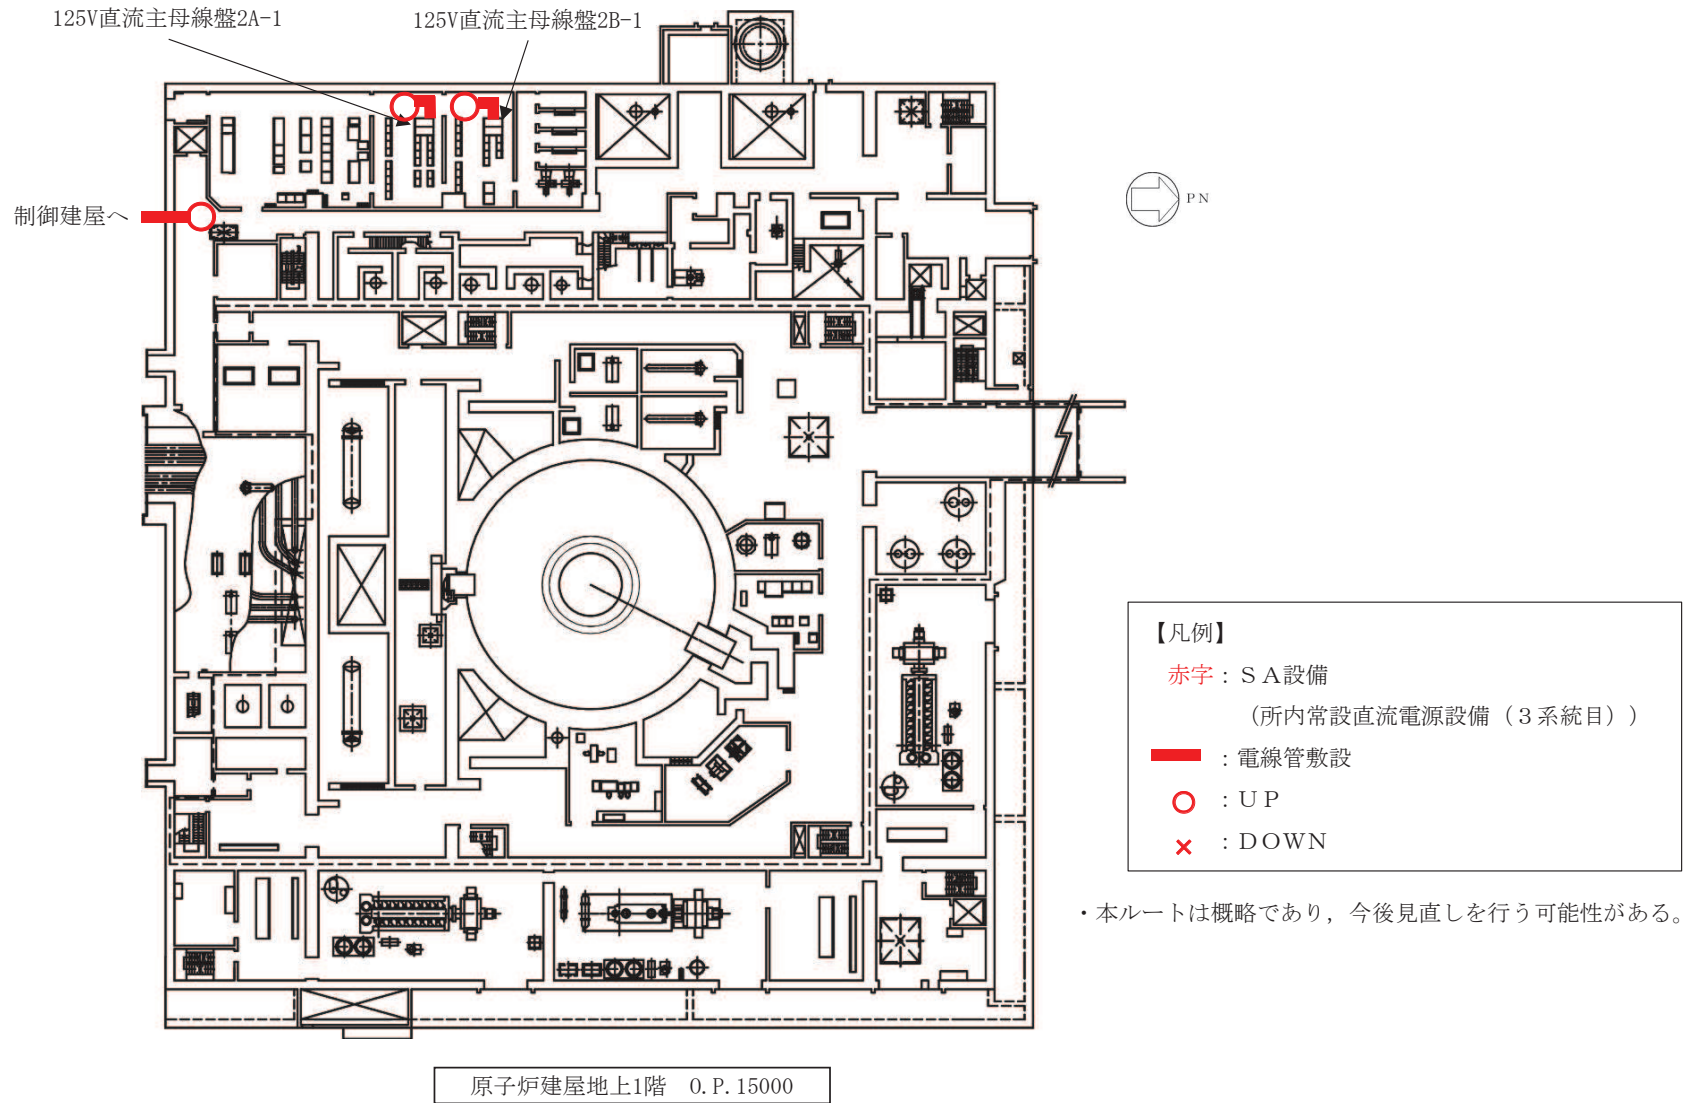 125V直流主母線盤2A-1
125V直流主母線盤2B-1
制御建屋へ
PN
【凡例】
赤字：ＳＡ設備
（所内常設直流電源設備（３系統目））
：電線管敷設
：ＵＰ
：ＤＯＷＮ
・本ルートは概略であり，今後見直しを行う可能性がある。
原子炉建屋地上1階　O.P.15000